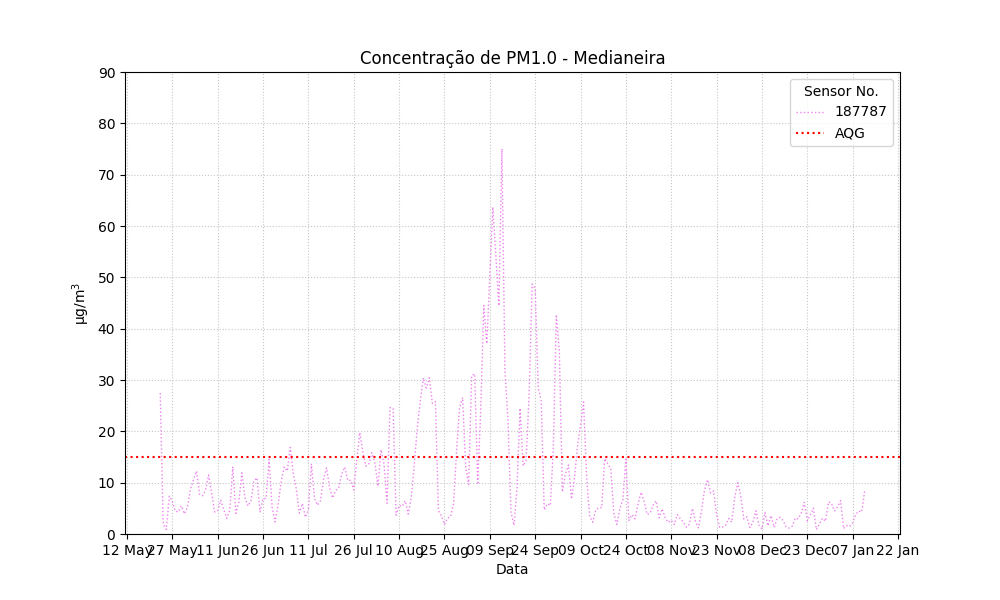 Concentração de PM1.0 - Medianeira
Sensor No.
187787
AQG
90
80
70
60
50
40
30
20
10
0
µg/m³
12 May 27 May 11 Jun 26 Jun 11 Jul 26 Jul 10 Aug 25 Aug 09 Sep 24 Sep 09 Oct 24 Oct 08 Nov 23 Nov 08 Dec 23 Dec 07 Jan 22 Jan
Data